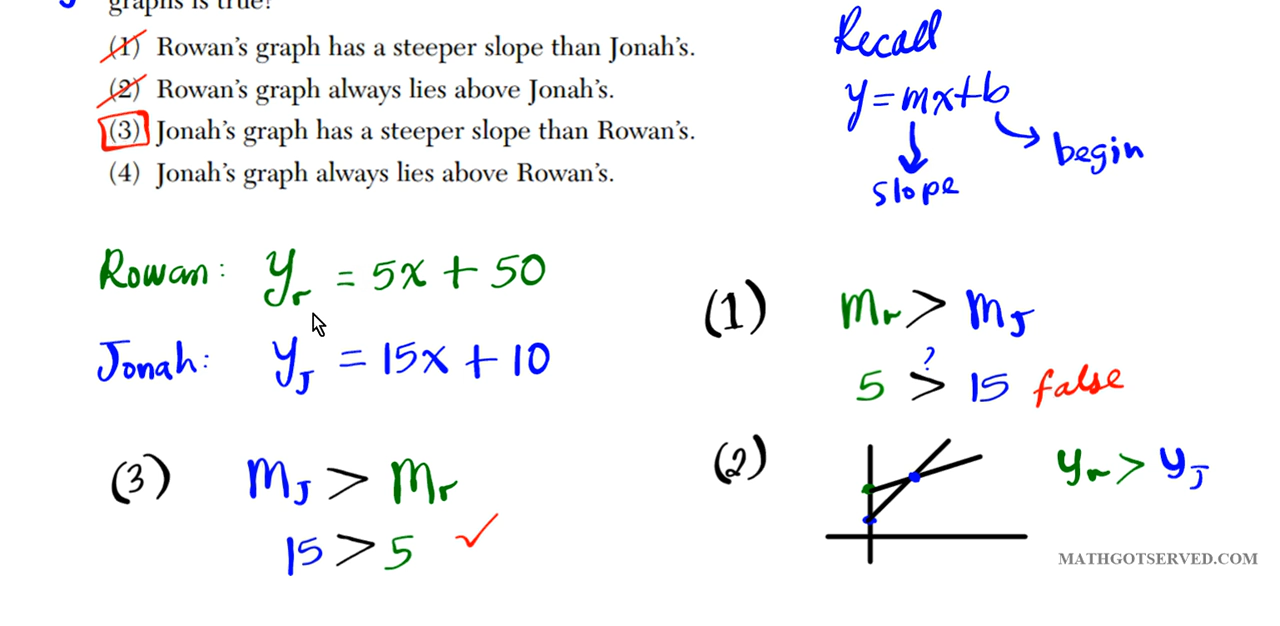 graphs is true?
(1) Rowan's graph has a steeper slope than Jonah's.
(2) Rowan's graph always lies above Jonah's.
(3) Jonah's graph has a steeper slope than Rowan's.
(4) Jonah's graph always lies above Rowan's.
Recall
y = mx+b
slope
begin
Rowan: yr = 5x + 50
Jonah: yJ = 15x + 10
(1) mr > mJ
?
5 > 15 false
(2) yr > yJ
(3) mJ > mr
15 > 5 ✓
MATHGOTSERVED.COM